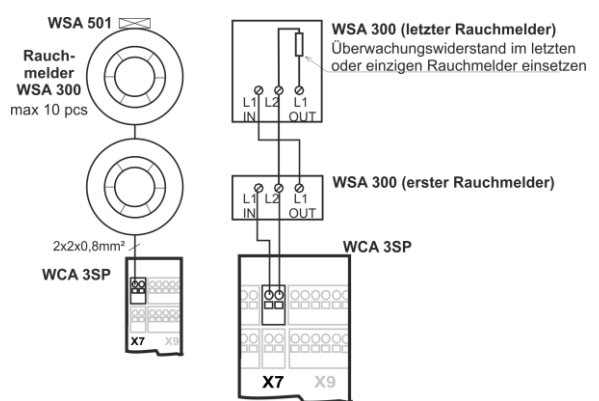 WSA 501
Rauch-
melder
WSA 300
max 10 pcs
2x2x0,8mm²
WCA 3SP
X7 X9
WSA 300 (letzter Rauchmelder)
Überwachungswiderstand im letzten
oder einzigen Rauchmelder einsetzen
L1 L2 L1
IN OUT
WSA 300 (erster Rauchmelder)
L1 L2 L1
IN OUT
WCA 3SP
X7 X9